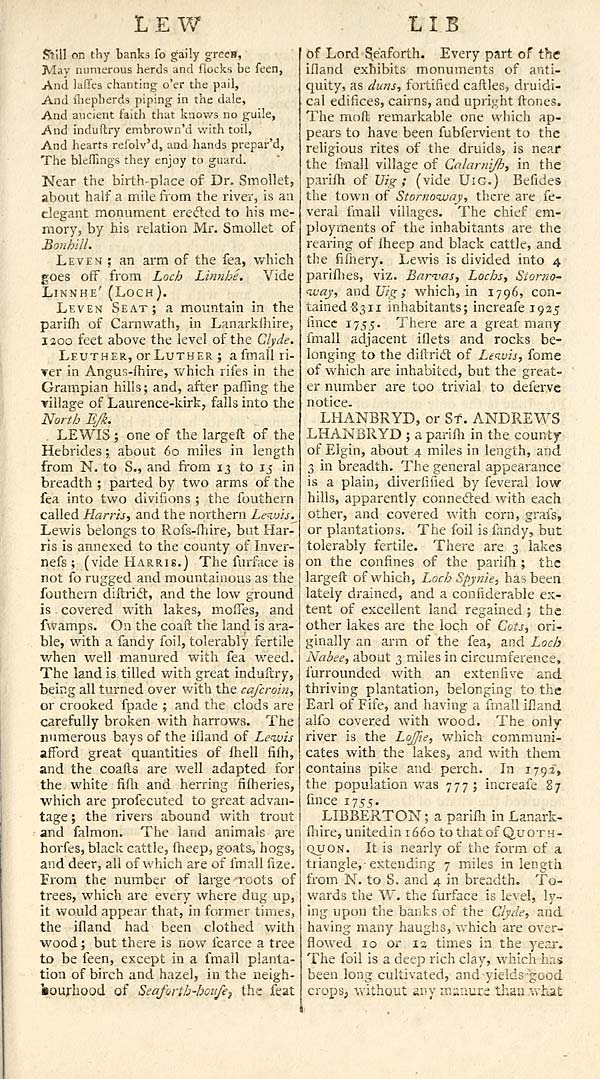 LEW
Still on thy banks ſo gaily green,
May numerous herds and flocks be ſeen,
And laſſes chanting o'er the pail,
And ſhepherds piping in the dale,
And ancient faith that knows no guile,
And induſtry embrown'd with toil,
And hearts reſolv'd, and hands prepar'd,
The bleſſings they enjoy to guard.
Near the birth-place of Dr. Smollet,
about half a mile from the river, is an
elegant monument erected to his me-
mory, by his relation Mr. Smollet of
Bonhill.
LEVEN; an arm of the ſea, which
goes off from Loch Linnhé. Vide
LINNHE' (LOCH).
LEVEN SEAT; a mountain in the
pariſh of Carnwath, in Lanarkſhire,
1200 feet above the level of the Clyde.
LEUTHER, or LUTHER; a ſmall ri-
ver in Angus-ſhire, which riſes in the
Grampian hills; and, after paſſing the
village of Laurence-kirk, falls into the
North Eſk.
LEWIS; one of the largeſt of the
Hebrides; about 60 miles in length
from N. to S., and from 13 to 15 in
breadth; parted by two arms of the
ſea into two diviſions; the ſouthern
called Harris, and the northern Lewis.
Lewis belongs to Roſs-ſhire, but Har-
ris is annexed to the county of Inver-
neſs; (vide HARRIS.) The ſurface is
not ſo rugged and mountainous as the
ſouthern diſtrict, and the low ground
is covered with lakes, moſſes, and
ſwamps. On the coaſt the land is ara-
ble, with a ſandy ſoil, tolerably fertile
when well manured with ſea weed.
The land is tilled with great induſtry,
being all turned over with the caſcroin,
or crooked ſpade; and the clods are
carefully broken with harrows. The
numerous bays of the iſland of Lewis
afford great quantities of ſhell fiſh,
and the coaſts are well adapted for
the white fiſh and herring fiſheries,
which are proſecuted to great advan-
tage; the rivers abound with trout
and ſalmon. The land animals are
horſes, black cattle, ſheep, goats, hogs,
and deer, all of which are of ſmall ſize.
From the number of large roots of
trees, which are every where dug up,
it would appear that, in former times,
the iſland had been clothed with
wood; but there is now ſcarce a tree
to be ſeen, except in a ſmall planta-
tion of birch and hazel, in the neigh-
bourhood of Seaforth-houſe, the ſeat
LIB
of Lord Seaforth. Every part of the
iſland exhibits monuments of anti-
quity, as duns, fortified caſtles, druidi-
cal edifices, cairns, and upright ſtones.
The moſt remarkable one which ap-
pears to have been ſubſervient to the
religious rites of the druids, is near
the ſmall village of Calarniſh, in the
pariſh of Uig; (vide UIG.) Beſides
the town of Stornoway, there are ſe-
veral ſmall villages. The chief em-
ployments of the inhabitants are the
rearing of ſheep and black cattle, and
the fiſhery. Lewis is divided into 4
pariſhes, viz. Barvas, Lochs, Storno-
way, and Uig; which, in 1796, con-
tained 8311 inhabitants; increaſe 1925
ſince 1755. There are a great many
ſmall adjacent iſlets and rocks be-
longing to the diſtrict of Lewis, ſome
of which are inhabited, but the great-
er number are too trivial to deſerve
notice.
LHANBRYD, or St. ANDREWS
LHANBRYD; a pariſh in the county
of Elgin, about 4 miles in length, and
3 in breadth. The general appearance
is a plain, diverſified by ſeveral low
hills, apparently connected with each
other, and covered with corn, graſs,
or plantations. The ſoil is ſandy, but
tolerably fertile. There are 3 lakes
on the confines of the pariſh; the
largeſt of which, Loch Spynie, has been
lately drained, and a conſiderable ex-
tent of excellent land regained; the
other lakes are the loch of Cots, ori-
ginally an arm of the ſea, and Loch
Nabee, about 3 miles in circumference,
ſurrounded with an extenſive and
thriving plantation, belonging to the
Earl of Fife, and having a ſmall iſland
alſo covered with wood. The only
river is the Loſſie, which communi-
cates with the lakes, and with them
contains pike and perch. In 1792,
the population was 777; increaſe 87
ſince 1755.
LIBBERTON; a pariſh in Lanark-
ſhire, united in 1660 to that of QUOTH-
QUON. It is nearly of the form of a
triangle, extending 7 miles in length
from N. to S. and 4 in breadth. To-
wards the W. the ſurface is level, ly-
ing upon the banks of the Clyde, and
having many haughs, which are over-
flowed 10 or 12 times in the year.
The ſoil is a deep rich clay, which has
been long cultivated, and yields good
crops, without any manure than what